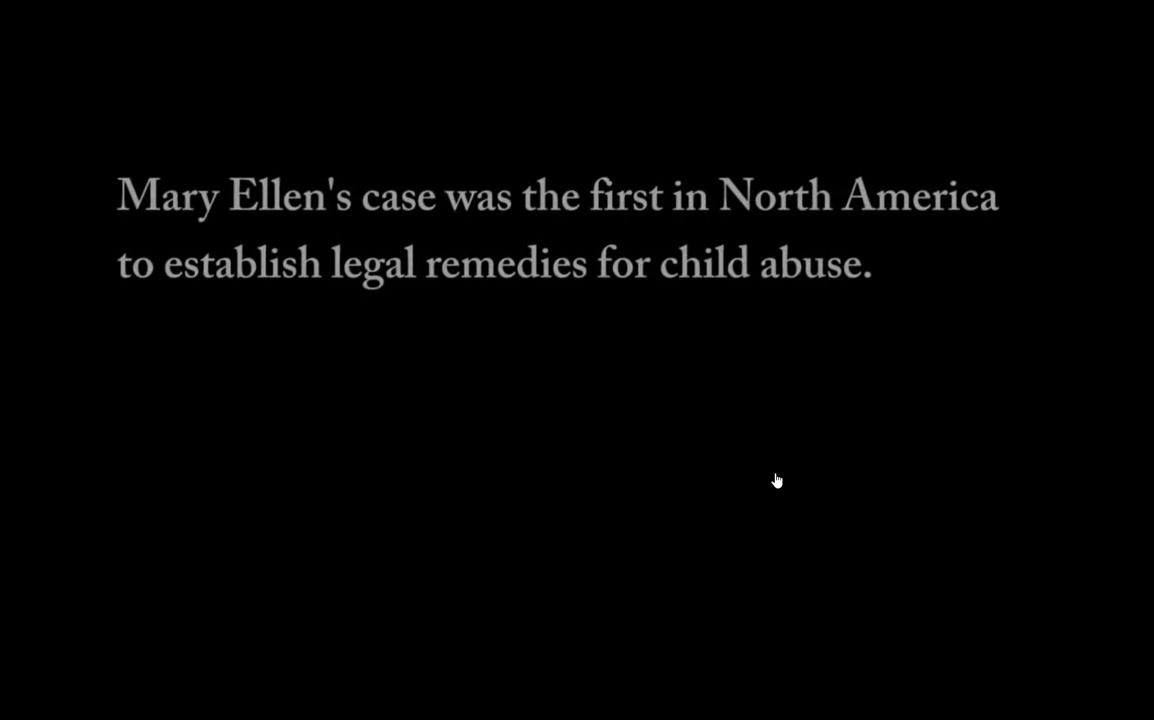 Mary Ellen's case was the first in North America
to establish legal remedies for child abuse.